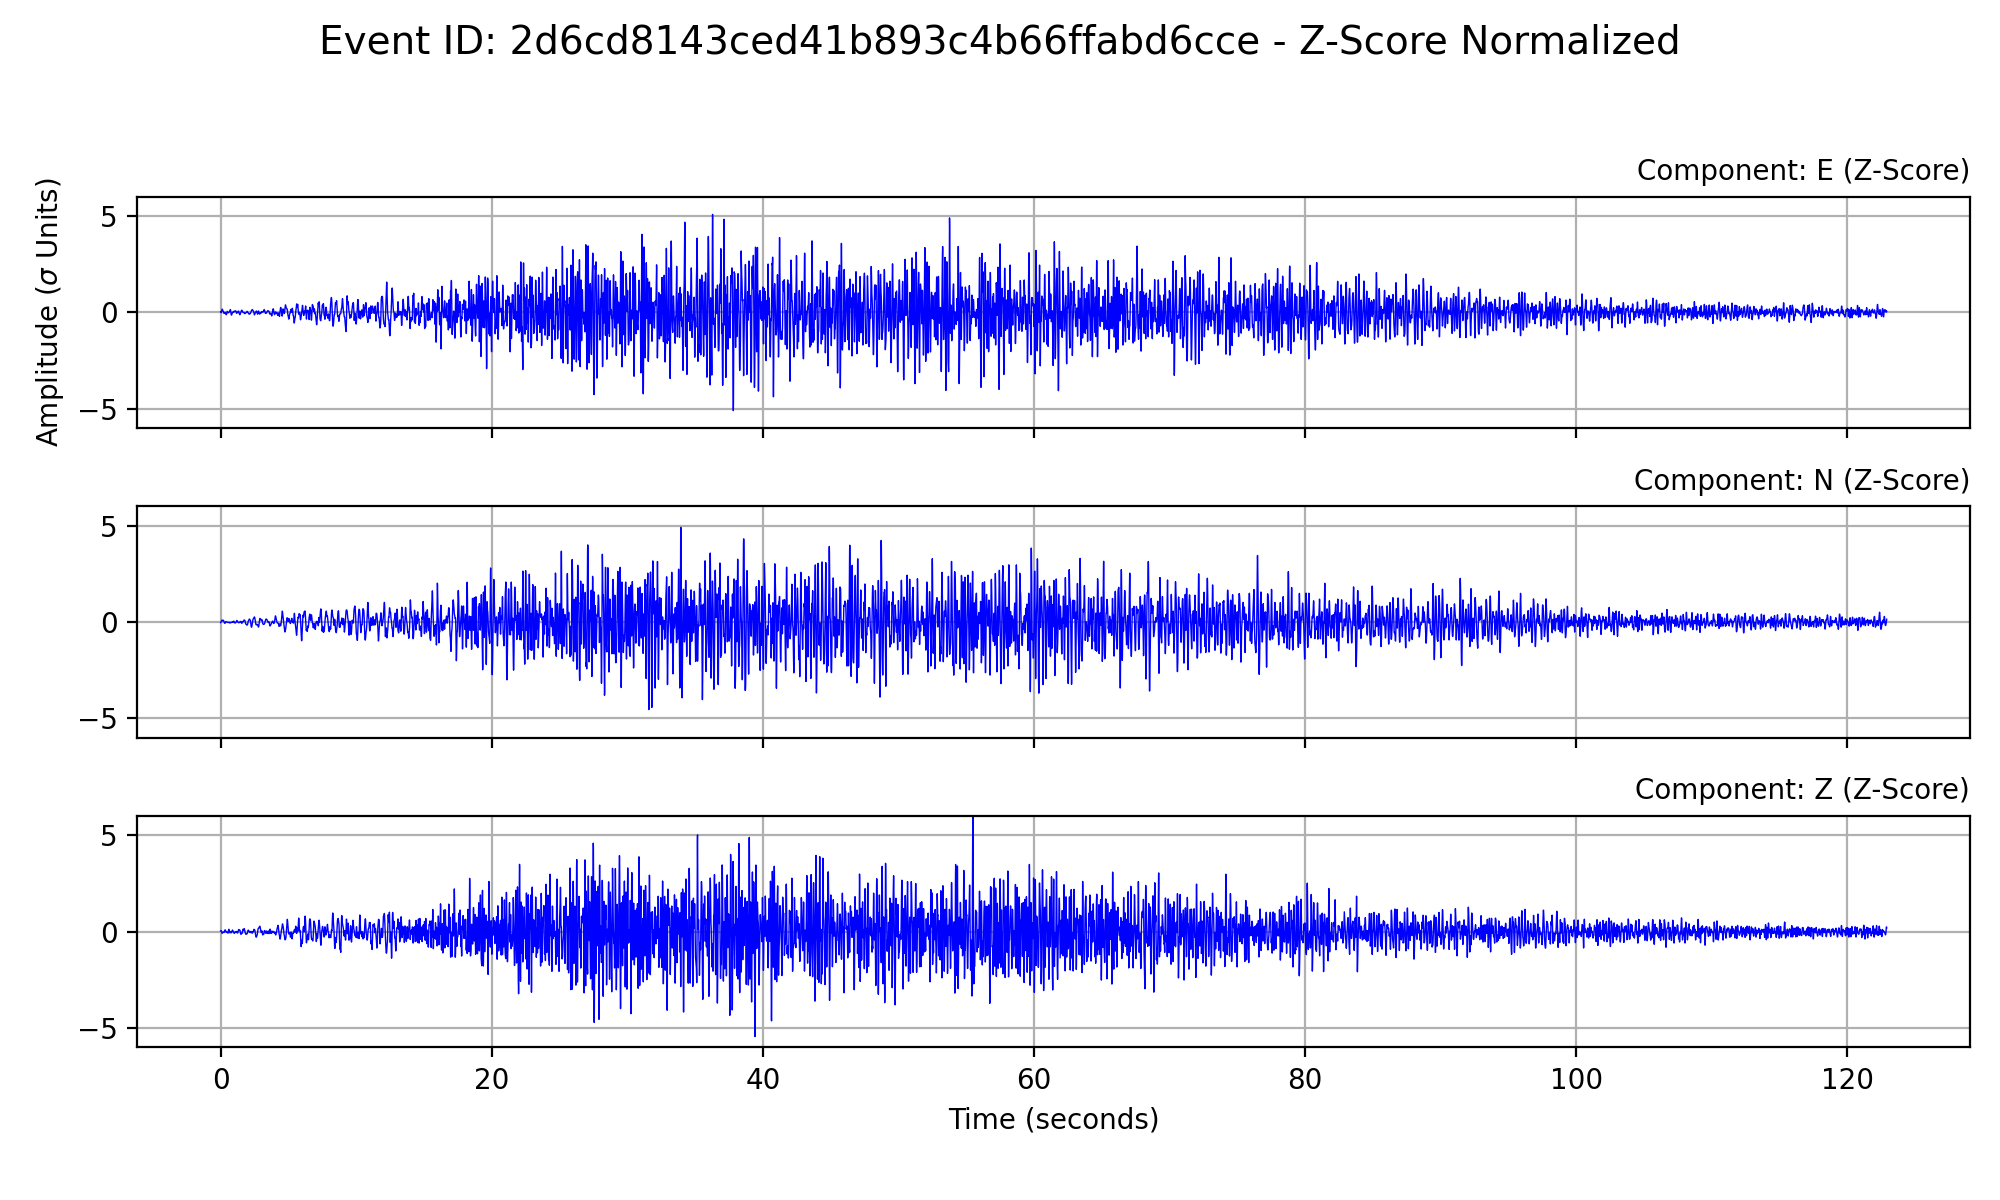 Event ID: 2d6cd8143ced41b893c4b66ffabd6cce - Z-Score Normalized
Component: E (Z-Score)
Amplitude (σ Units)
5
0
−5
Component: N (Z-Score)
5
0
−5
Component: Z (Z-Score)
5
0
−5
0 20 40 60 80 100 120
Time (seconds)